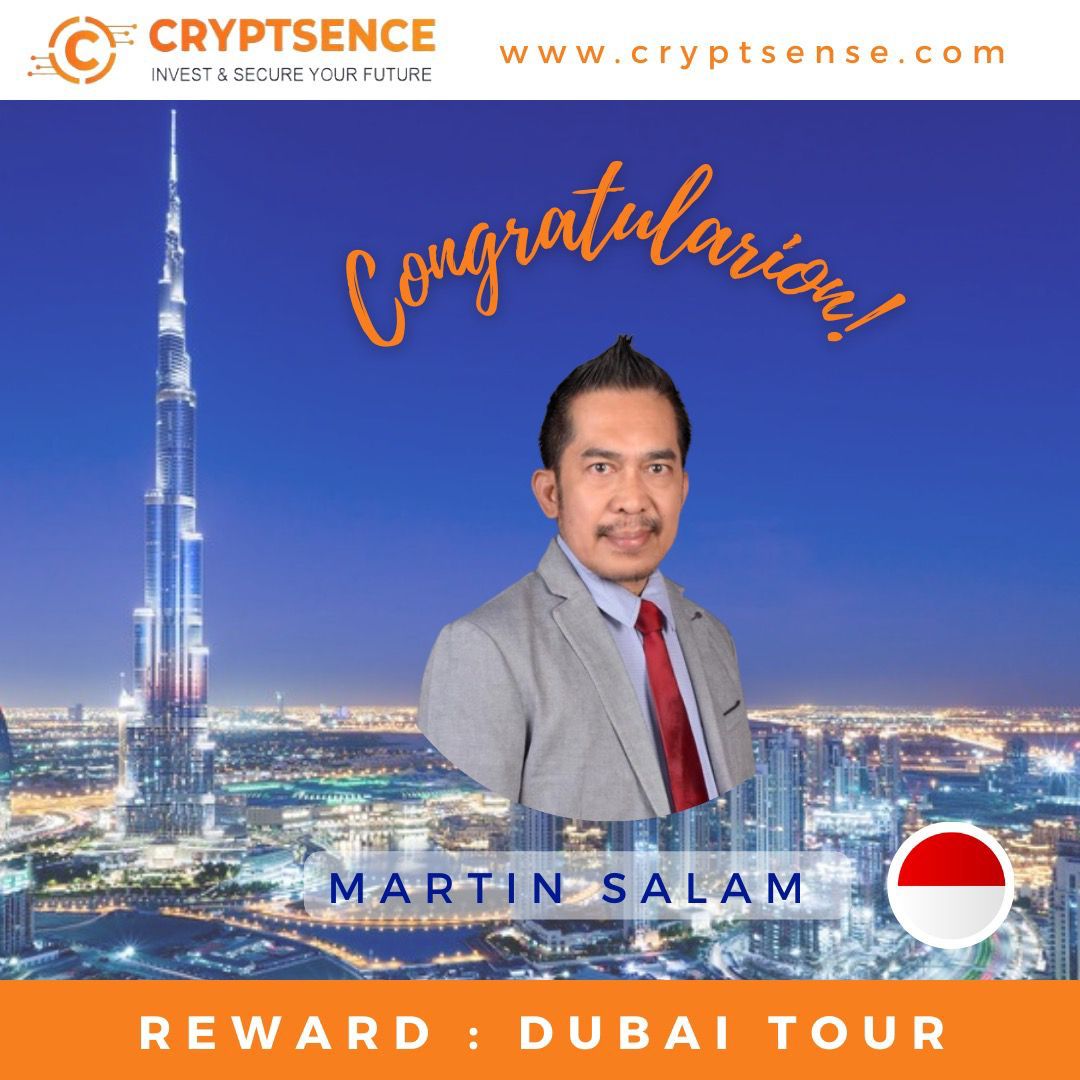 CRYPTSENCE
INVEST & SECURE YOUR FUTURE
www.cryptsense.com
Congratularion!
MARTIN SALAM
REWARD : DUBAI TOUR